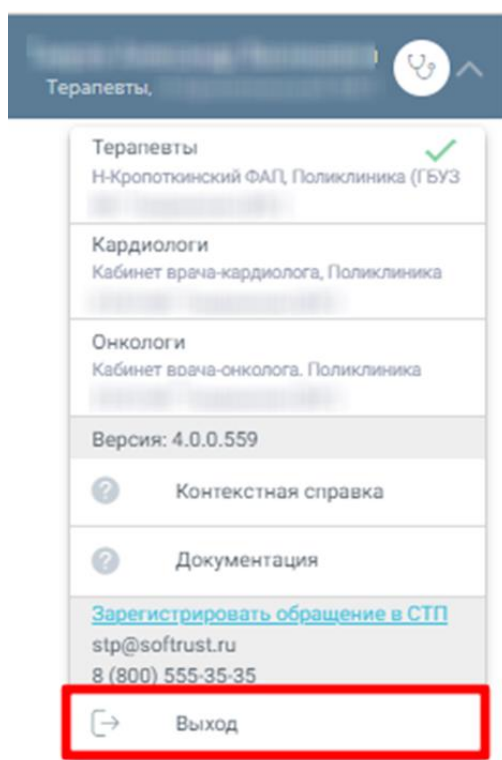 Терапевты,
Терапевты
Н-Кропоткинский ФАП, Поликлиника (ГБУЗ
Кардиологи
Кабинет врача-кардиолога, Поликлиника
Онкологи
Кабинет врача-онколога. Поликлиника
Версия: 4.0.0.559
Контекстная справка
Документация
Зарегистрировать обращение в СТП
stp@softrust.ru
8 (800) 555-35-35
Выход